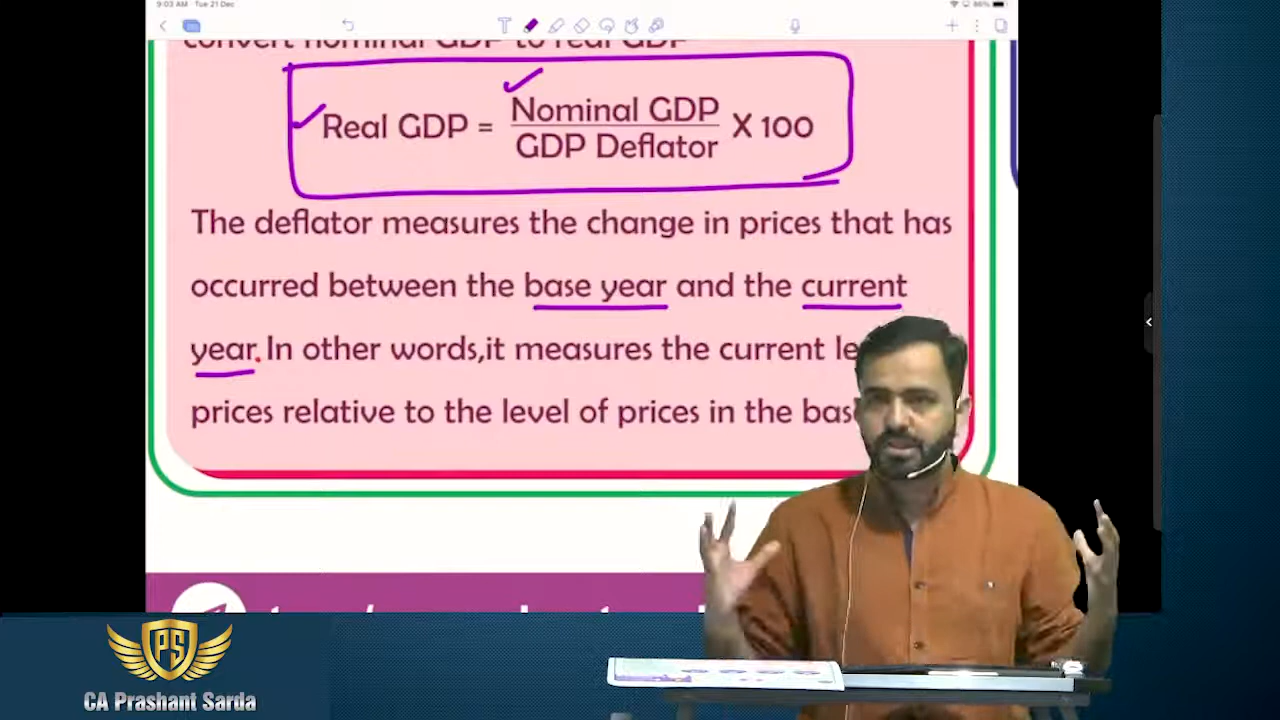 9:03 AM Tue 21 Dec
86%
convert nominal GDP to real GDP
Real GDP = Nominal GDP
GDP Deflator
X 100
The deflator measures the change in prices that has
occurred between the base year and the current
year. In other words,it measures the current le
prices relative to the level of prices in the bas
PS
CA Prashant Sarda